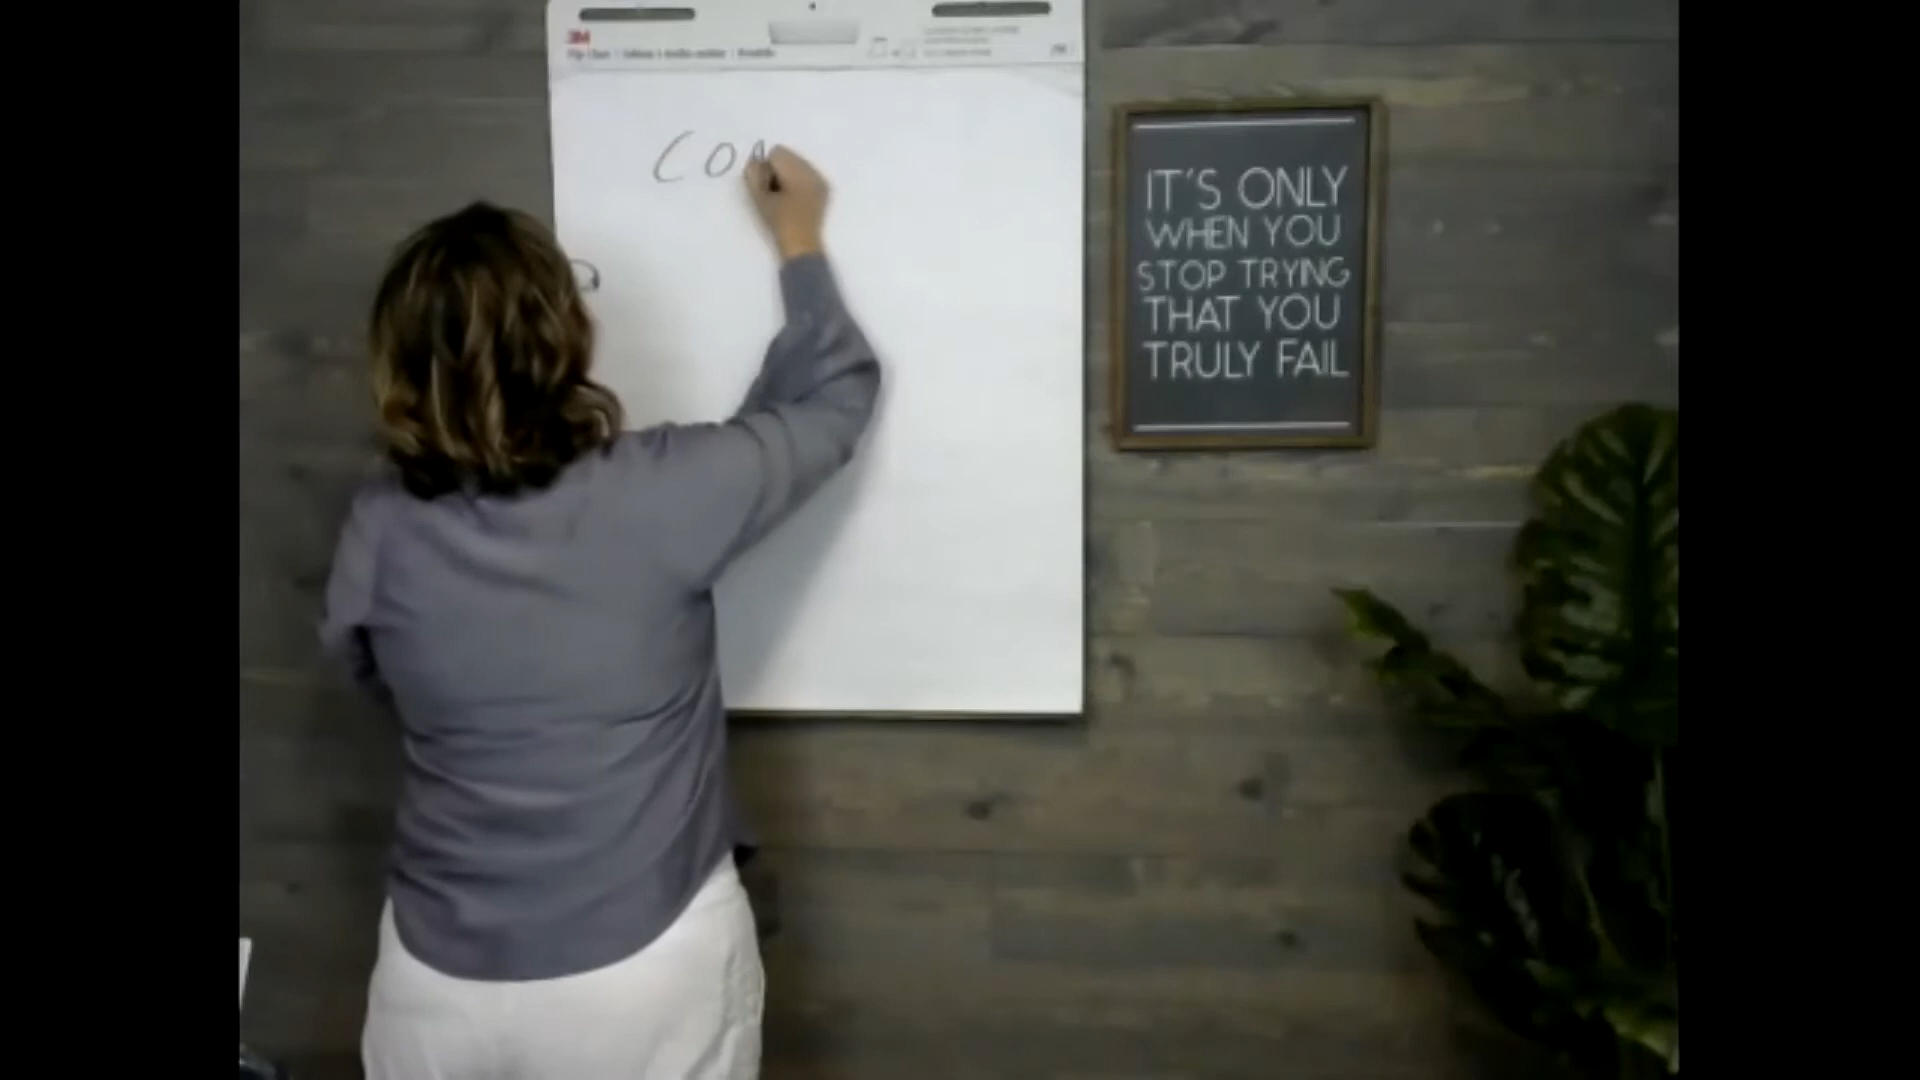 3M
CO
IT'S ONLY
WHEN YOU
STOP TRYING
THAT YOU
TRULY FAIL